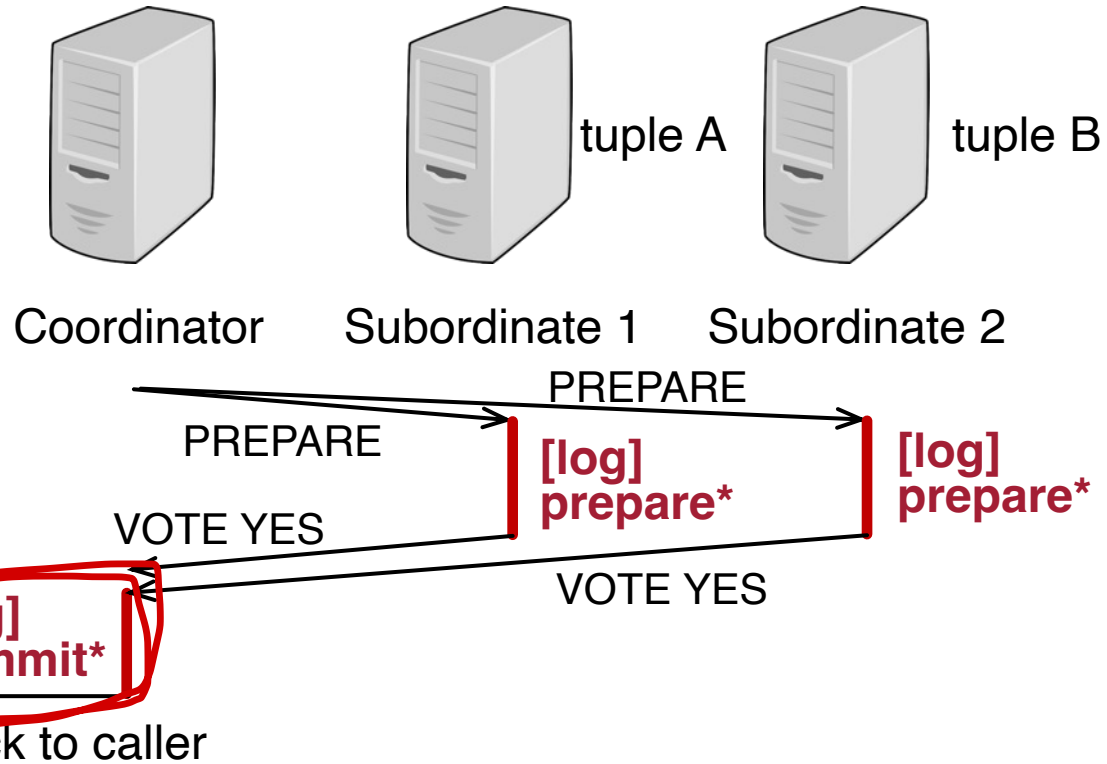 tuple A
tuple B
Coordinator
Subordinate 1
Subordinate 2
PREPARE
PREPARE
[log]
prepare*
[log]
prepare*
VOTE YES
VOTE YES
to caller